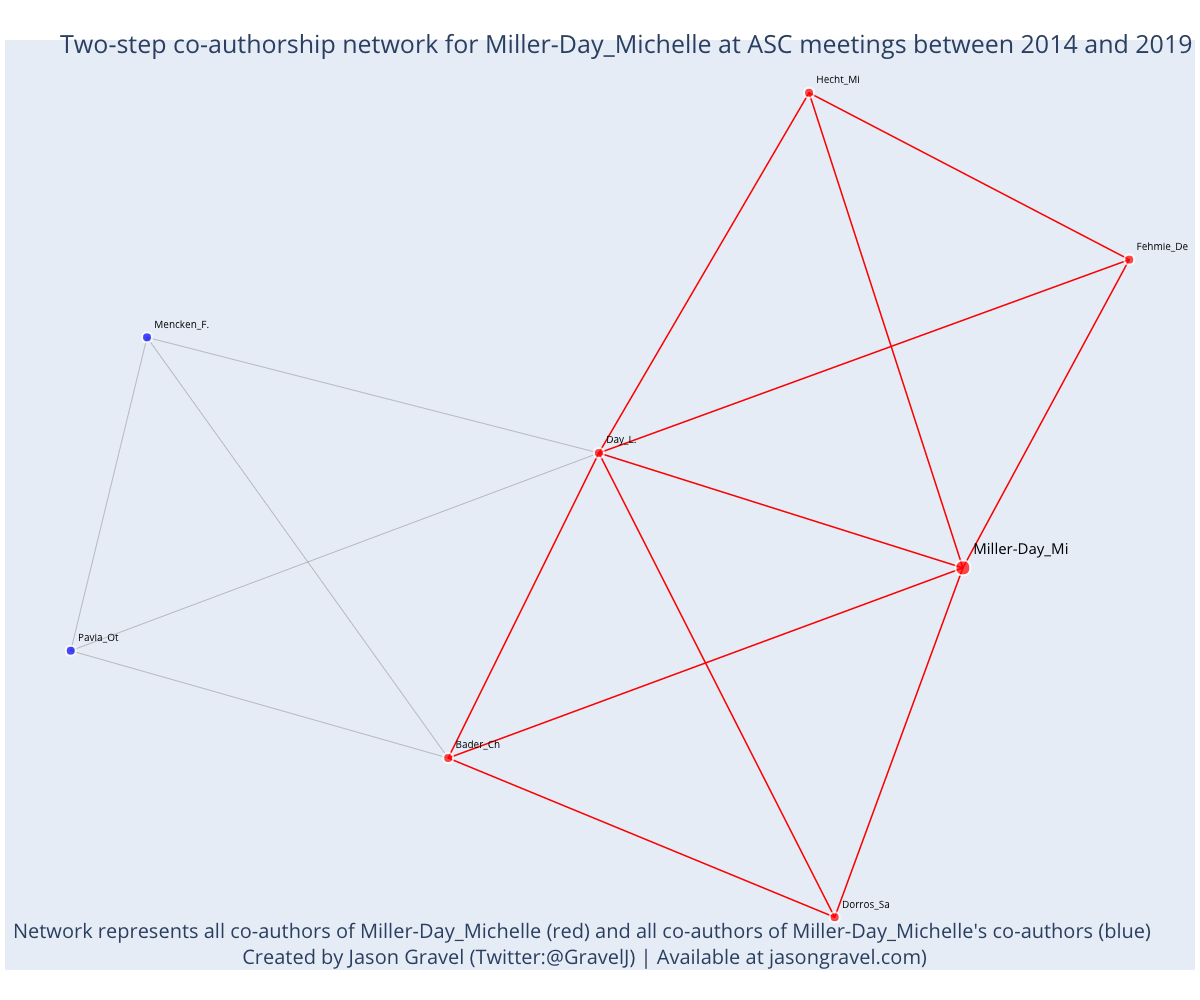 Two-step co-authorship network for Miller-Day_Michelle at ASC meetings between 2014 and 2019
Hecht_Mi
Fehmie_De
Mencken_F.
Day_L.
Miller-Day_Mi
Pavia_Ot
Bader_Ch
Dorros_Sa
Network represents all co-authors of Miller-Day_Michelle (red) and all co-authors of Miller-Day_Michelle's co-authors (blue)
Created by Jason Gravel (Twitter:@GravelJ) | Available at jasongravel.com)